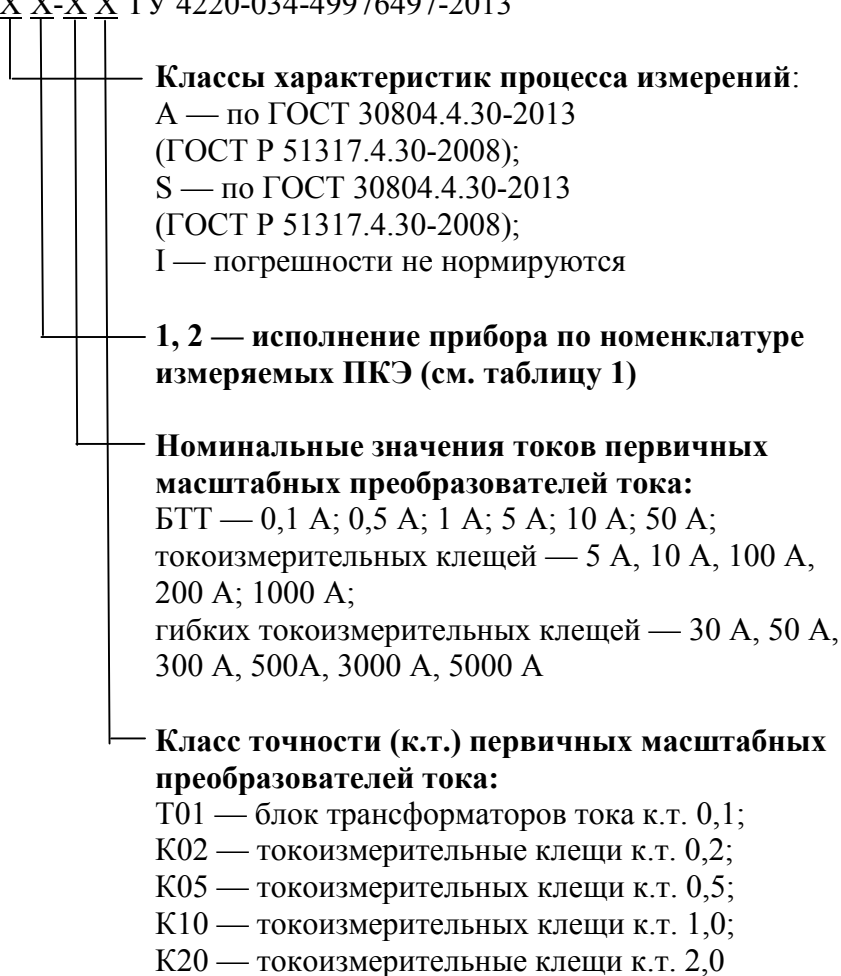 X X-X X ТУ 4220-034-49976497-2013
Классы характеристик процесса измерений:
А — по ГОСТ 30804.4.30-2013
(ГОСТ Р 51317.4.30-2008);
S — по ГОСТ 30804.4.30-2013
(ГОСТ Р 51317.4.30-2008);
I — погрешности не нормируются
1, 2 — исполнение прибора по номенклатуре
измеряемых ПКЭ (см. таблицу 1)
Номинальные значения токов первичных
масштабных преобразователей тока:
БТТ — 0,1 А; 0,5 А; 1 А; 5 А; 10 А; 50 А;
токоизмерительных клещей — 5 А, 10 А, 100 А,
200 А; 1000 А;
гибких токоизмерительных клещей — 30 А, 50 А,
300 А, 500А, 3000 А, 5000 А
Класс точности (к.т.) первичных масштабных
преобразователей тока:
Т01 — блок трансформаторов тока к.т. 0,1;
К02 — токоизмерительные клещи к.т. 0,2;
К05 — токоизмерительных клещи к.т. 0,5;
К10 — токоизмерительных клещи к.т. 1,0;
К20 — токоизмерительные клещи к.т. 2,0